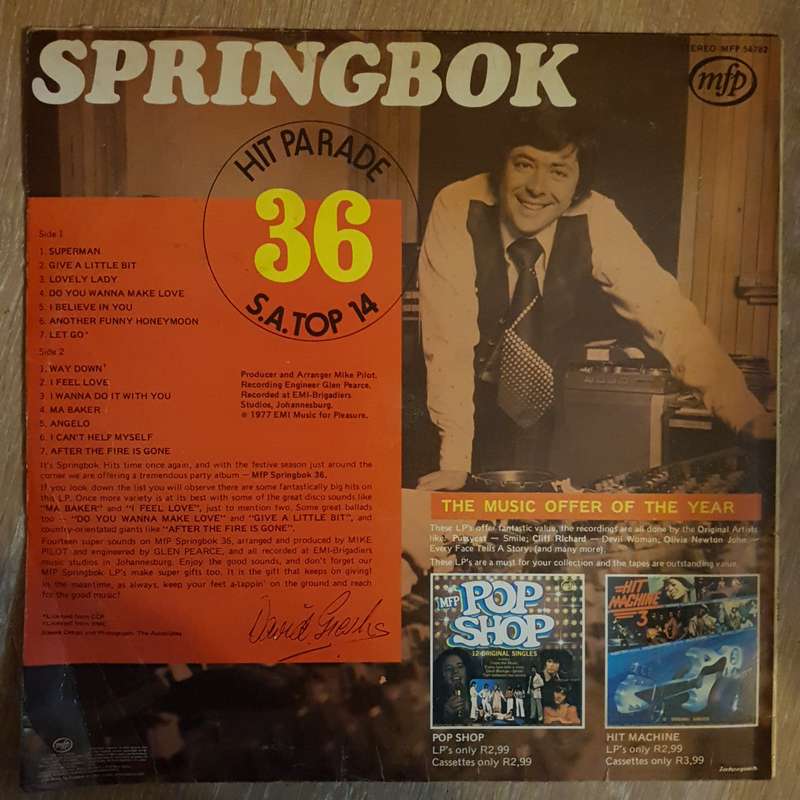 SPRINGBOK
STEREO-MFP 54782
mfp
HIT PARADE
36
S.A. TOP 14
Side 1
1. SUPERMAN
2. GIVE A LITTLE BIT
3. LOVELY LADY
4. DO YOU WANNA MAKE LOVE
5. I BELIEVE IN YOU
6. ANOTHER FUNNY HONEYMOON
7. LET GO*
Side 2
1. WAY DOWN
2. I FEEL LOVE
3. I WANNA DO IT WITH YOU
4. MA BAKER
5. ANGELO
6. I CAN'T HELP MYSELF
7. AFTER THE FIRE IS GONE
Producer and Arranger Mike Pilot.
Recording Engineer Glen Pearce.
Recorded at EMI-Brigadiers
Studios, Johannesburg.
℗ 1977 EMI Music for Pleasure.
It's Springbok Hits time once again, and with the festive season just around the
corner we are offering a tremendous party album — MfP Springbok 36.
If you look down the list you will observe there are some fantastically big hits on
this LP. Once more variety is at its best with some of the great disco sounds like
"MA BAKER" and "I FEEL LOVE", just to mention two. Some great ballads
too — "DO YOU WANNA MAKE LOVE" and "GIVE A LITTLE BIT", and
country-orientated giants like "AFTER THE FIRE IS GONE".
Fourteen super sounds on MfP Springbok 36, arranged and produced by MIKE
PILOT and engineered by GLEN PEARCE, and all recorded at EMI-Brigadiers
music studios in Johannesburg. Enjoy the good sounds, and don't forget our
MfP Springbok LP's make super gifts too. It is the gift that keeps on giving!
In the meantime, as always, keep your feet a-tappin' on the ground and reach
for the good music!
Sleeve Design and Photography: The Associates
David Gresh
THE MUSIC OFFER OF THE YEAR
These LP's offer fantastic value, the recordings are all done by the Original Artists
like: Pussycat — Smile; Cliff Richard — Devil Woman; Olivia Newton John —
Every Face Tells A Story; (and many more).
These LP's are a must for your collection and the tapes are outstanding value.
MFP
POP
SHOP
12 ORIGINAL SINGLES
HIT
MACHINE
3
12 ORIGINAL SINGLES
POP SHOP
LP's only R2,99
Cassettes only R2,99
HIT MACHINE
LP's only R2,99
Cassettes only R3,99
mfp